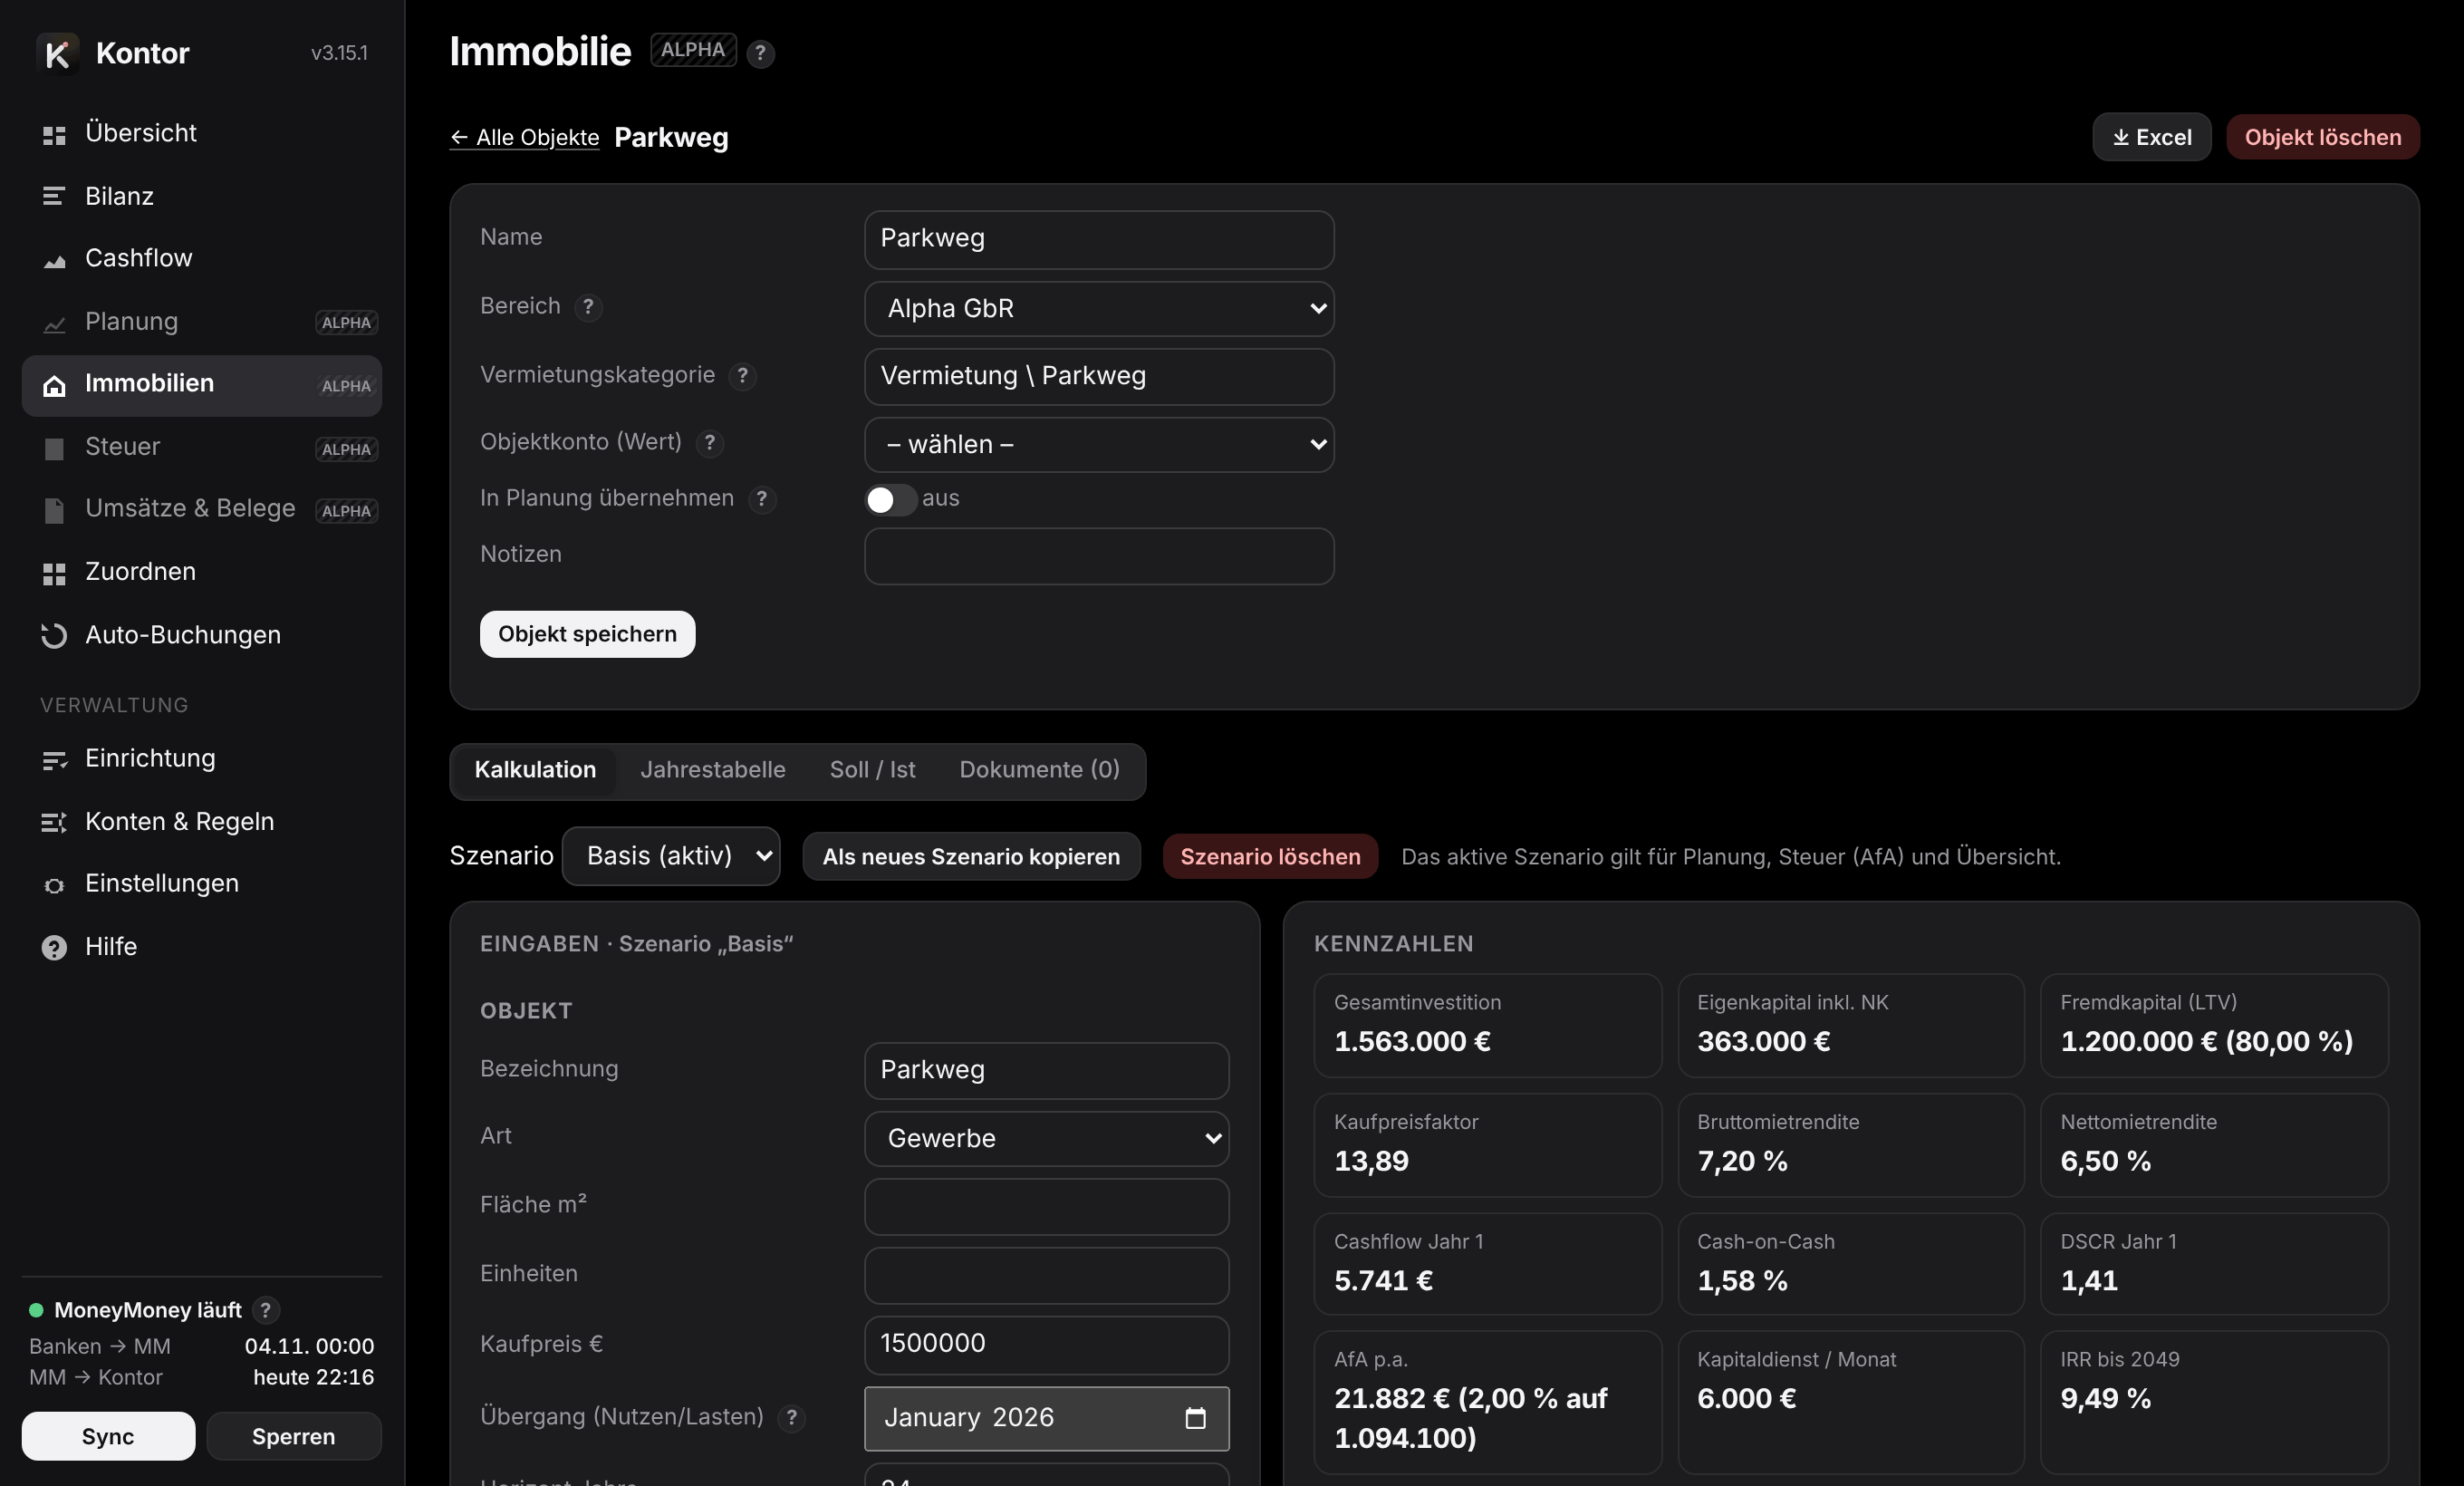 Kontor
v3.15.1
Übersicht
Bilanz
Cashflow
Planung ALPHA
Immobilien ALPHA
Steuer ALPHA
Umsätze & Belege ALPHA
Zuordnen
Auto-Buchungen
VERWALTUNG
Einrichtung
Konten & Regeln
Einstellungen
Hilfe
MoneyMoney läuft ?
Banken → MM 04.11. 00:00
MM → Kontor heute 22:16
Sync Sperren
Immobilie ALPHA ?
← Alle Objekte Parkweg
Excel Objekt löschen
Name Parkweg
Bereich ? Alpha GbR
Vermietungskategorie ? Vermietung \ Parkweg
Objektkonto (Wert) ? – wählen –
In Planung übernehmen ? aus
Notizen
Objekt speichern
Kalkulation Jahrestabelle Soll / Ist Dokumente (0)
Szenario Basis (aktiv) Als neues Szenario kopieren Szenario löschen Das aktive Szenario gilt für Planung, Steuer (AfA) und Übersicht.
EINGABEN · Szenario „Basis“
OBJEKT
Bezeichnung Parkweg
Art Gewerbe
Fläche m²
Einheiten
Kaufpreis € 1500000
Übergang (Nutzen/Lasten) ? January 2026
KENNZAHLEN
Gesamtinvestition
1.563.000 €
Eigenkapital inkl. NK
363.000 €
Fremdkapital (LTV)
1.200.000 € (80,00 %)
Kaufpreisfaktor
13,89
Bruttomietrendite
7,20 %
Nettomietrendite
6,50 %
Cashflow Jahr 1
5.741 €
Cash-on-Cash
1,58 %
DSCR Jahr 1
1,41
AfA p.a.
21.882 € (2,00 % auf
1.094.100)
Kapitaldienst / Monat
6.000 €
IRR bis 2049
9,49 %